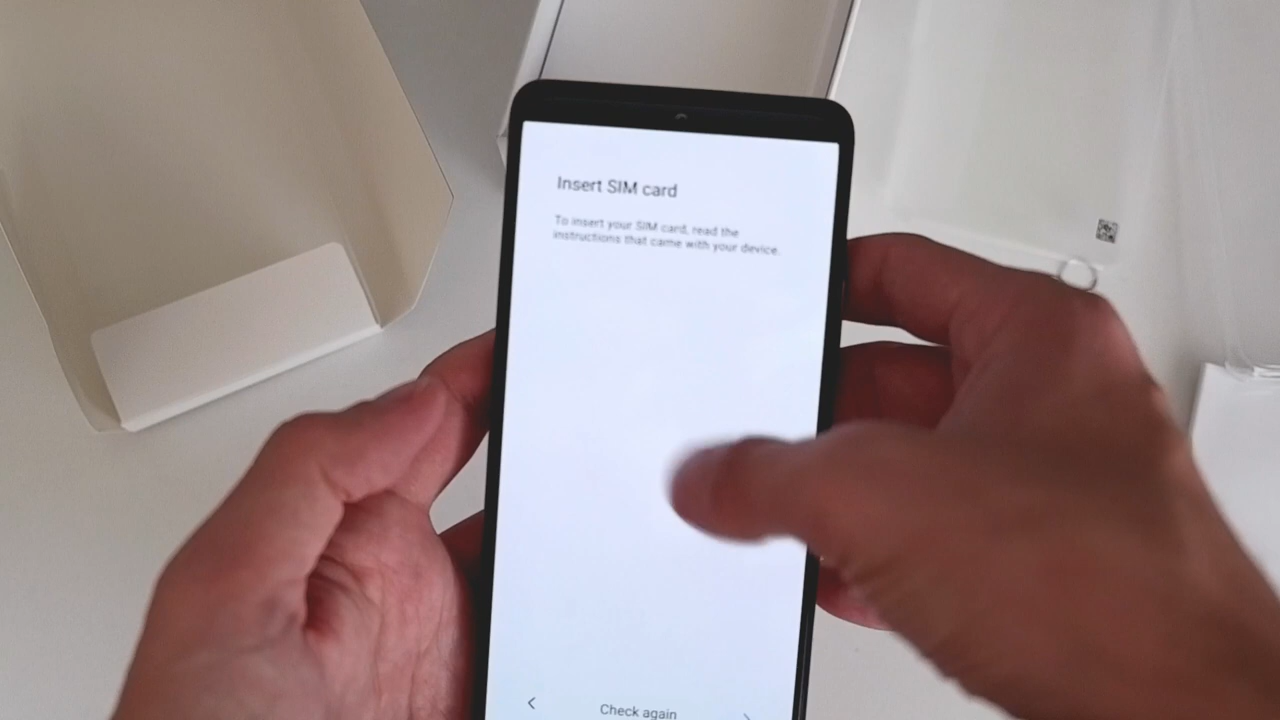 Insert SIM card
To insert your SIM card, read the
instructions that came with your device.
Check again